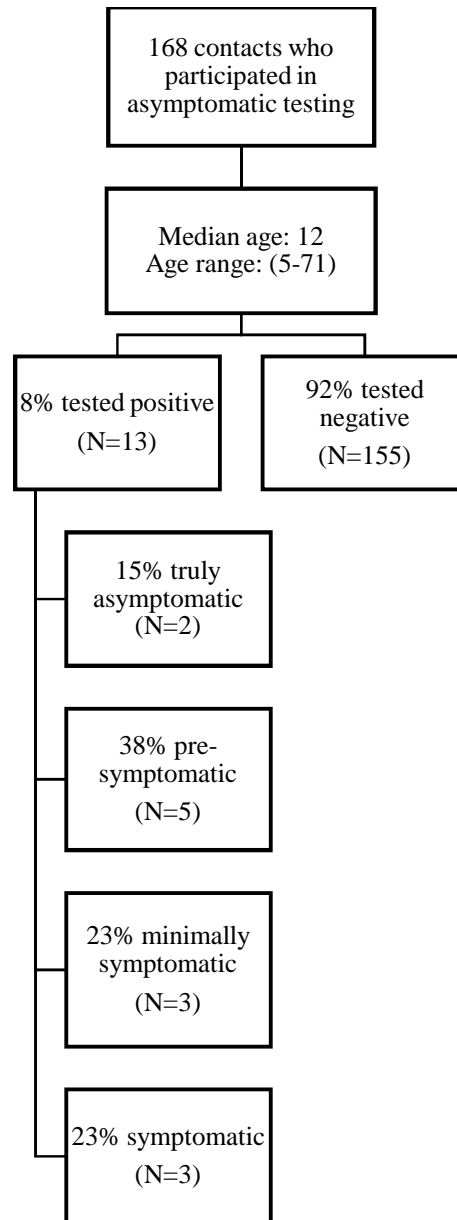 168 contacts who
participated in
asymptomatic testing
Median age: 12
Age range: (5-71)
8% tested positive
(N=13)
92% tested
negative
(N=155)
15% truly
asymptomatic
(N=2)
38% pre-
symptomatic
(N=5)
23% minimally
symptomatic
(N=3)
23% symptomatic
(N=3)